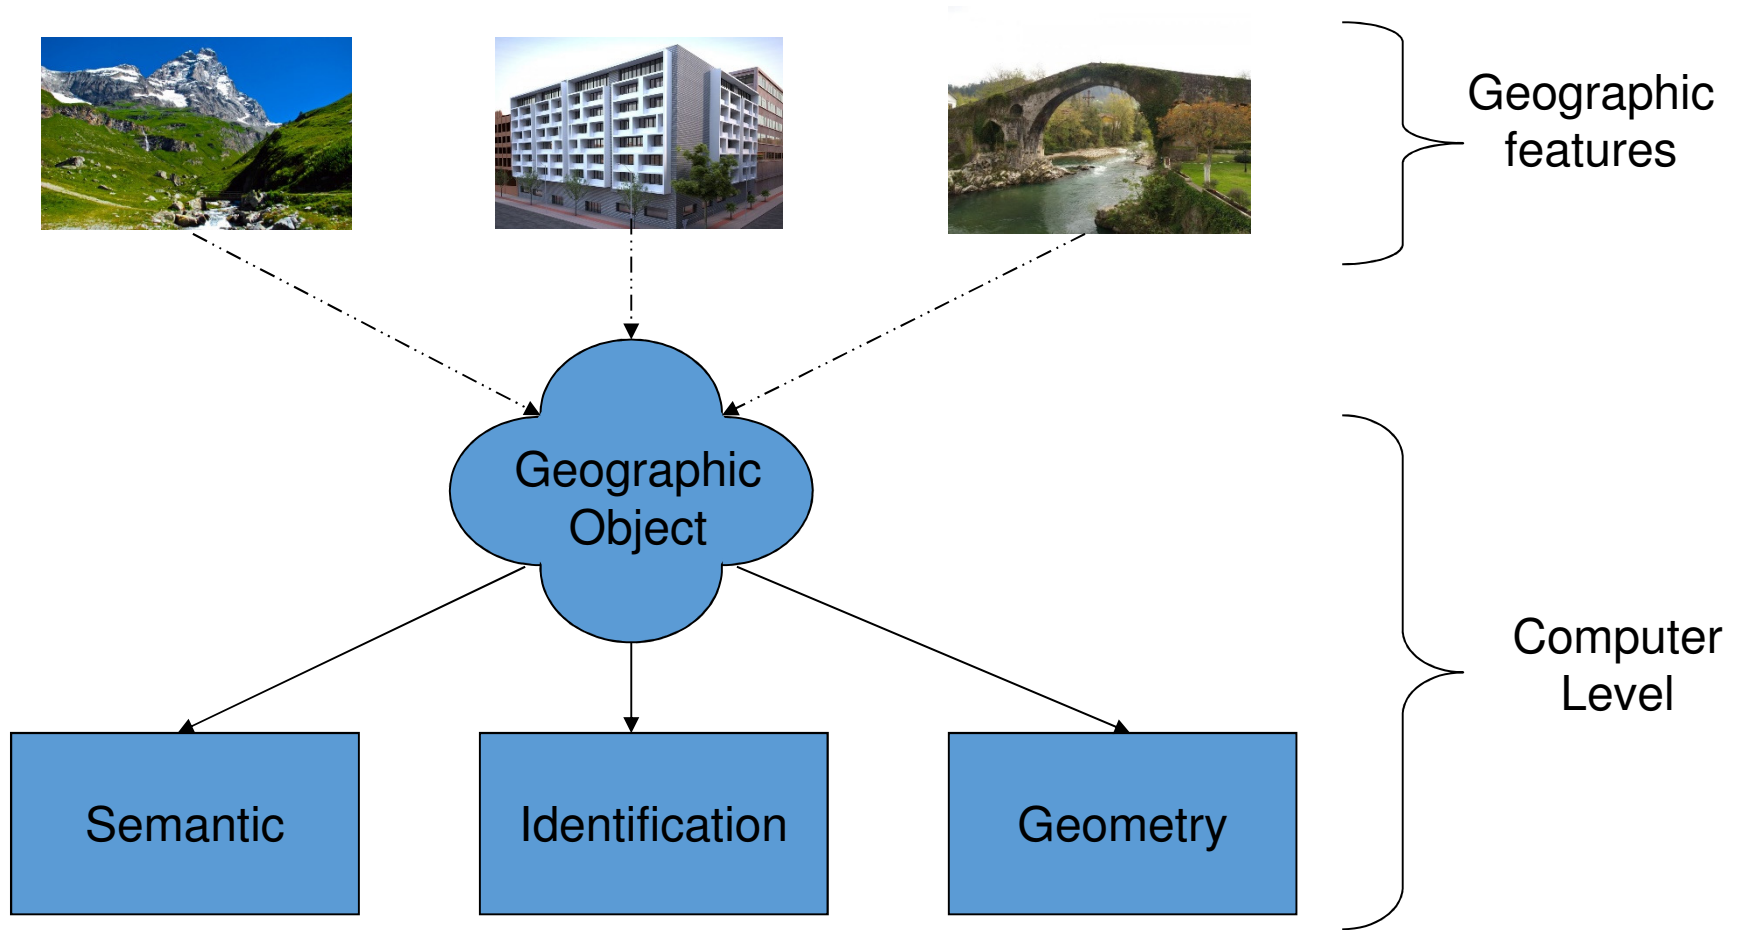 Geographic
features
Geographic
Object
Computer
Level
Semantic
Identification
Geometry